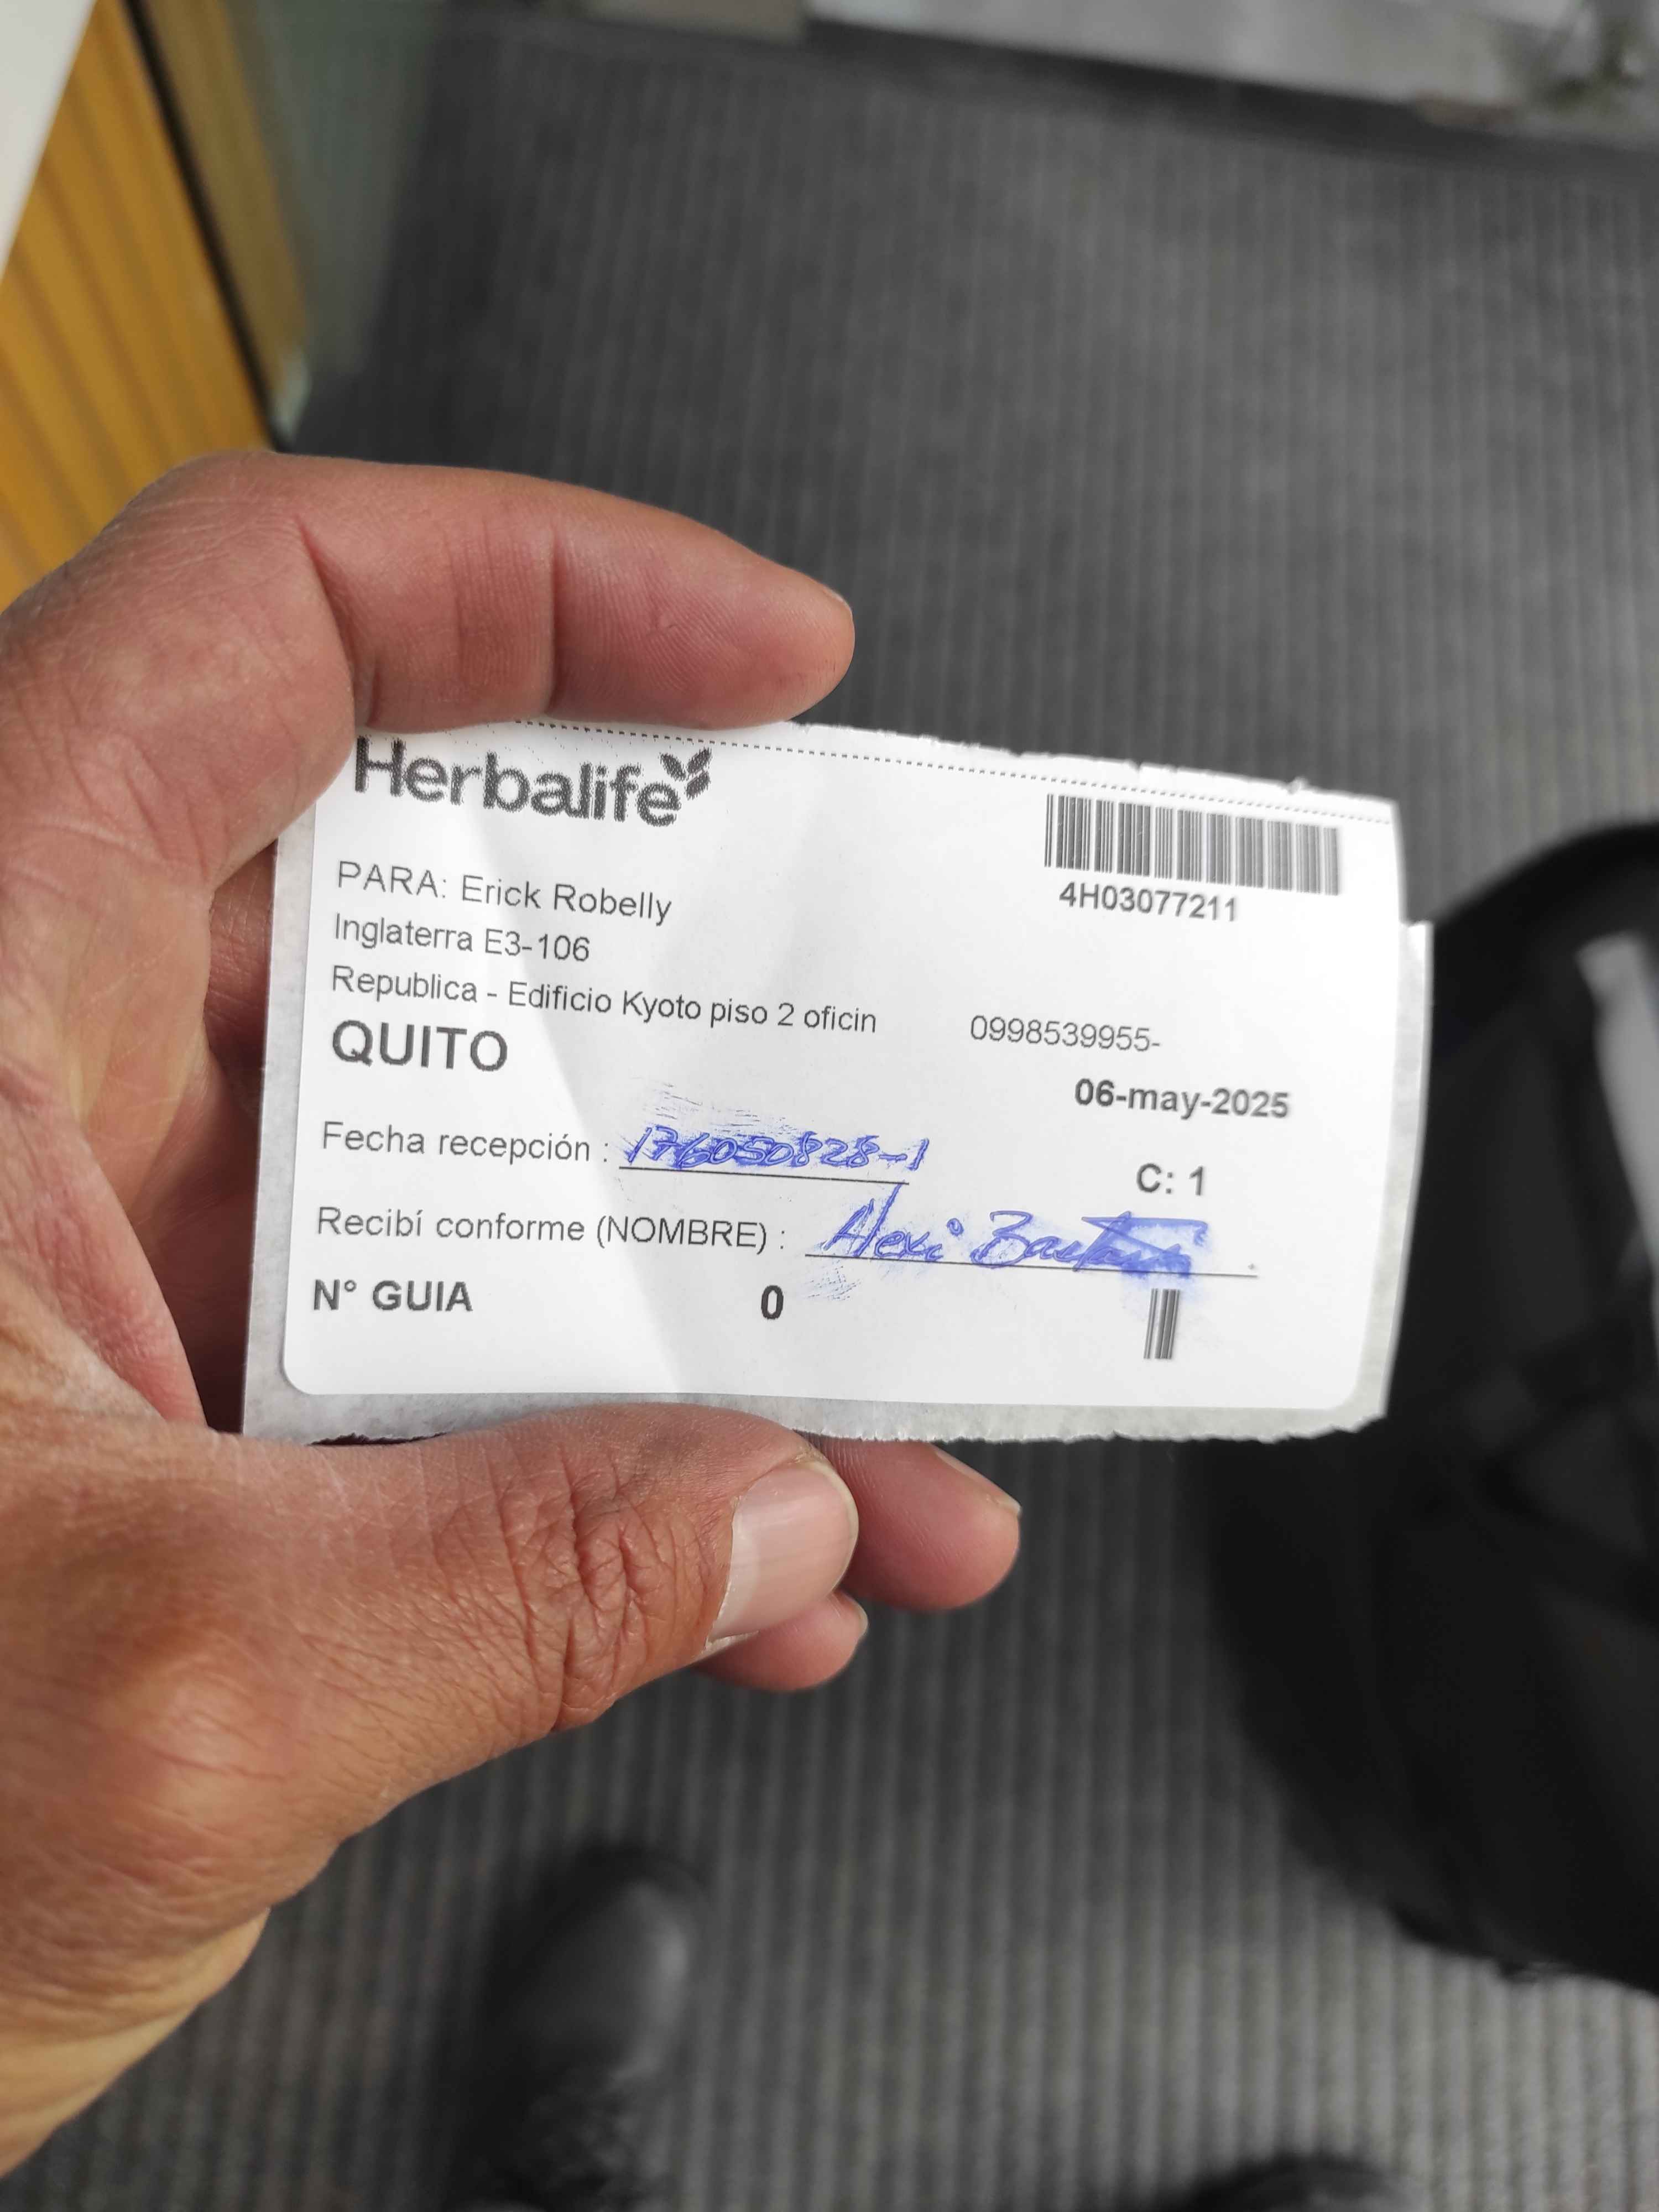 Herbalife
4H03077211
PARA: Erick Robelly
Inglaterra E3-106
Republica - Edificio Kyoto piso 2 oficin 0998539955-
QUITO
06-may-2025
Fecha recepción : 176050828-1
C: 1
Recibí conforme (NOMBRE) : Alexi
N° GUIA 0